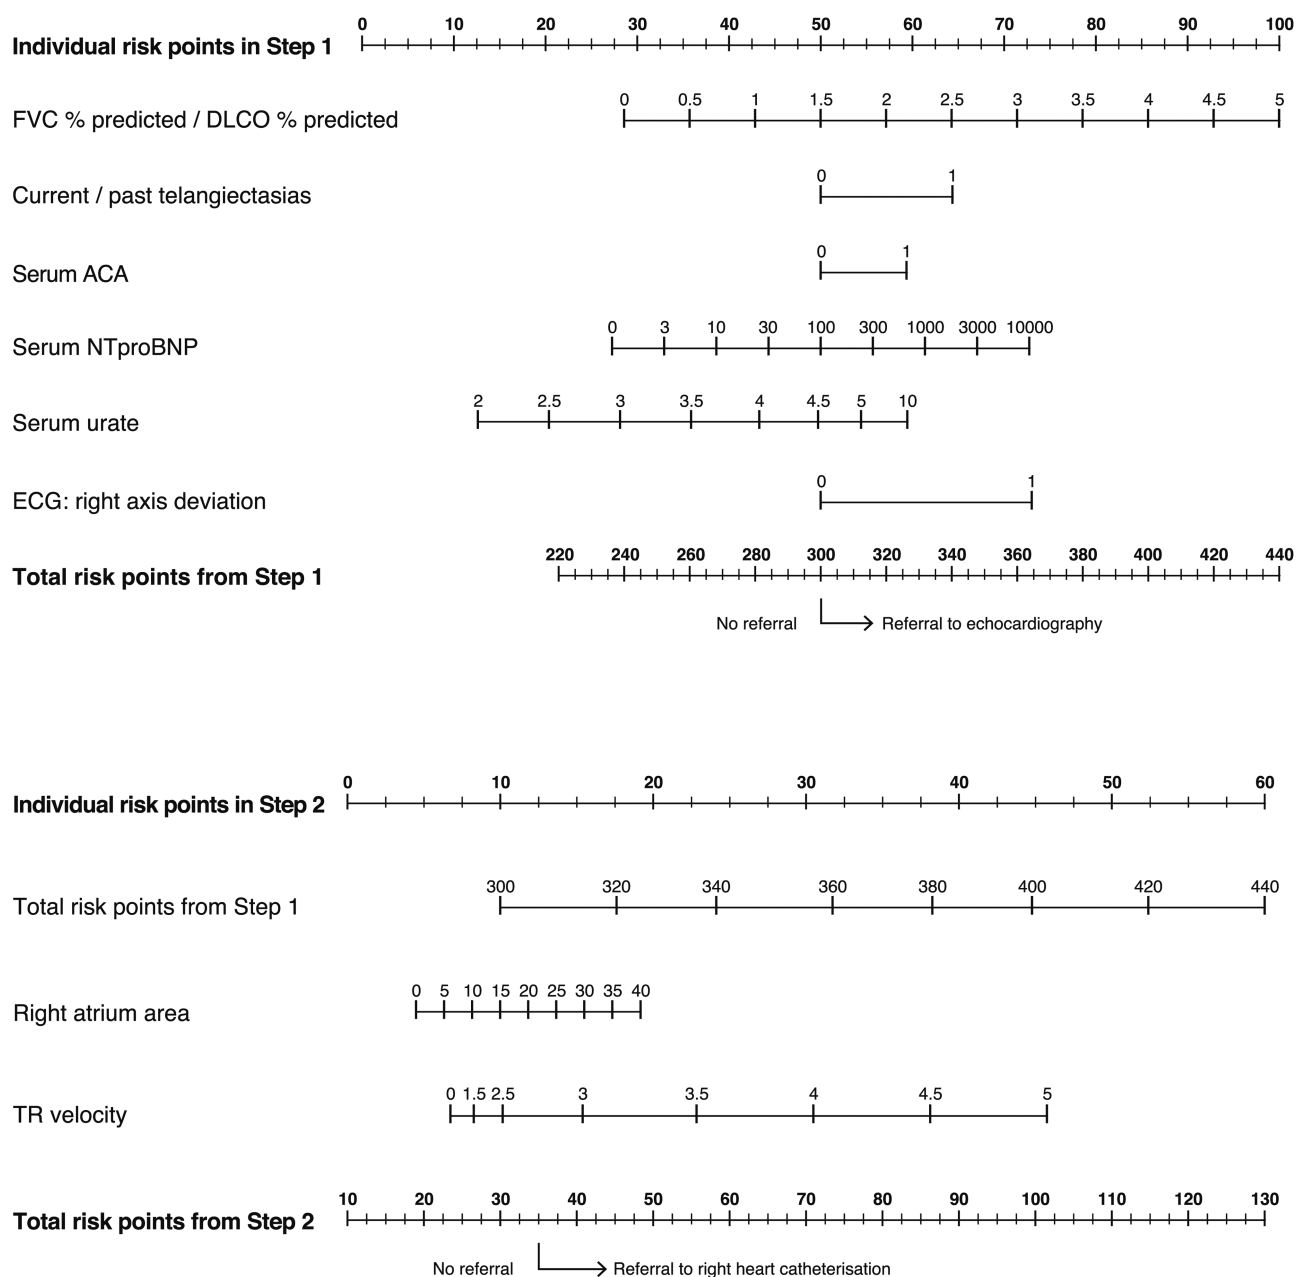 0 10 20 30 40 50 60 70 80 90 100
Individual risk points in Step 1
0 0.5 1 1.5 2 2.5 3 3.5 4 4.5 5
FVC % predicted / DLCO % predicted
0 1
Current / past telangiectasias
0 1
Serum ACA
0 3 10 30 100 300 1000 3000 10000
Serum NTproBNP
2 2.5 3 3.5 4 4.5 5 10
Serum urate
0 1
ECG: right axis deviation
220 240 260 280 300 320 340 360 380 400 420 440
Total risk points from Step 1
No referral Referral to echocardiography
0 10 20 30 40 50 60
Individual risk points in Step 2
300 320 340 360 380 400 420 440
Total risk points from Step 1
0 5 10 15 20 25 30 35 40
Right atrium area
0 1.5 2.5 3 3.5 4 4.5 5
TR velocity
10 20 30 40 50 60 70 80 90 100 110 120 130
Total risk points from Step 2
No referral Referral to right heart catheterisation